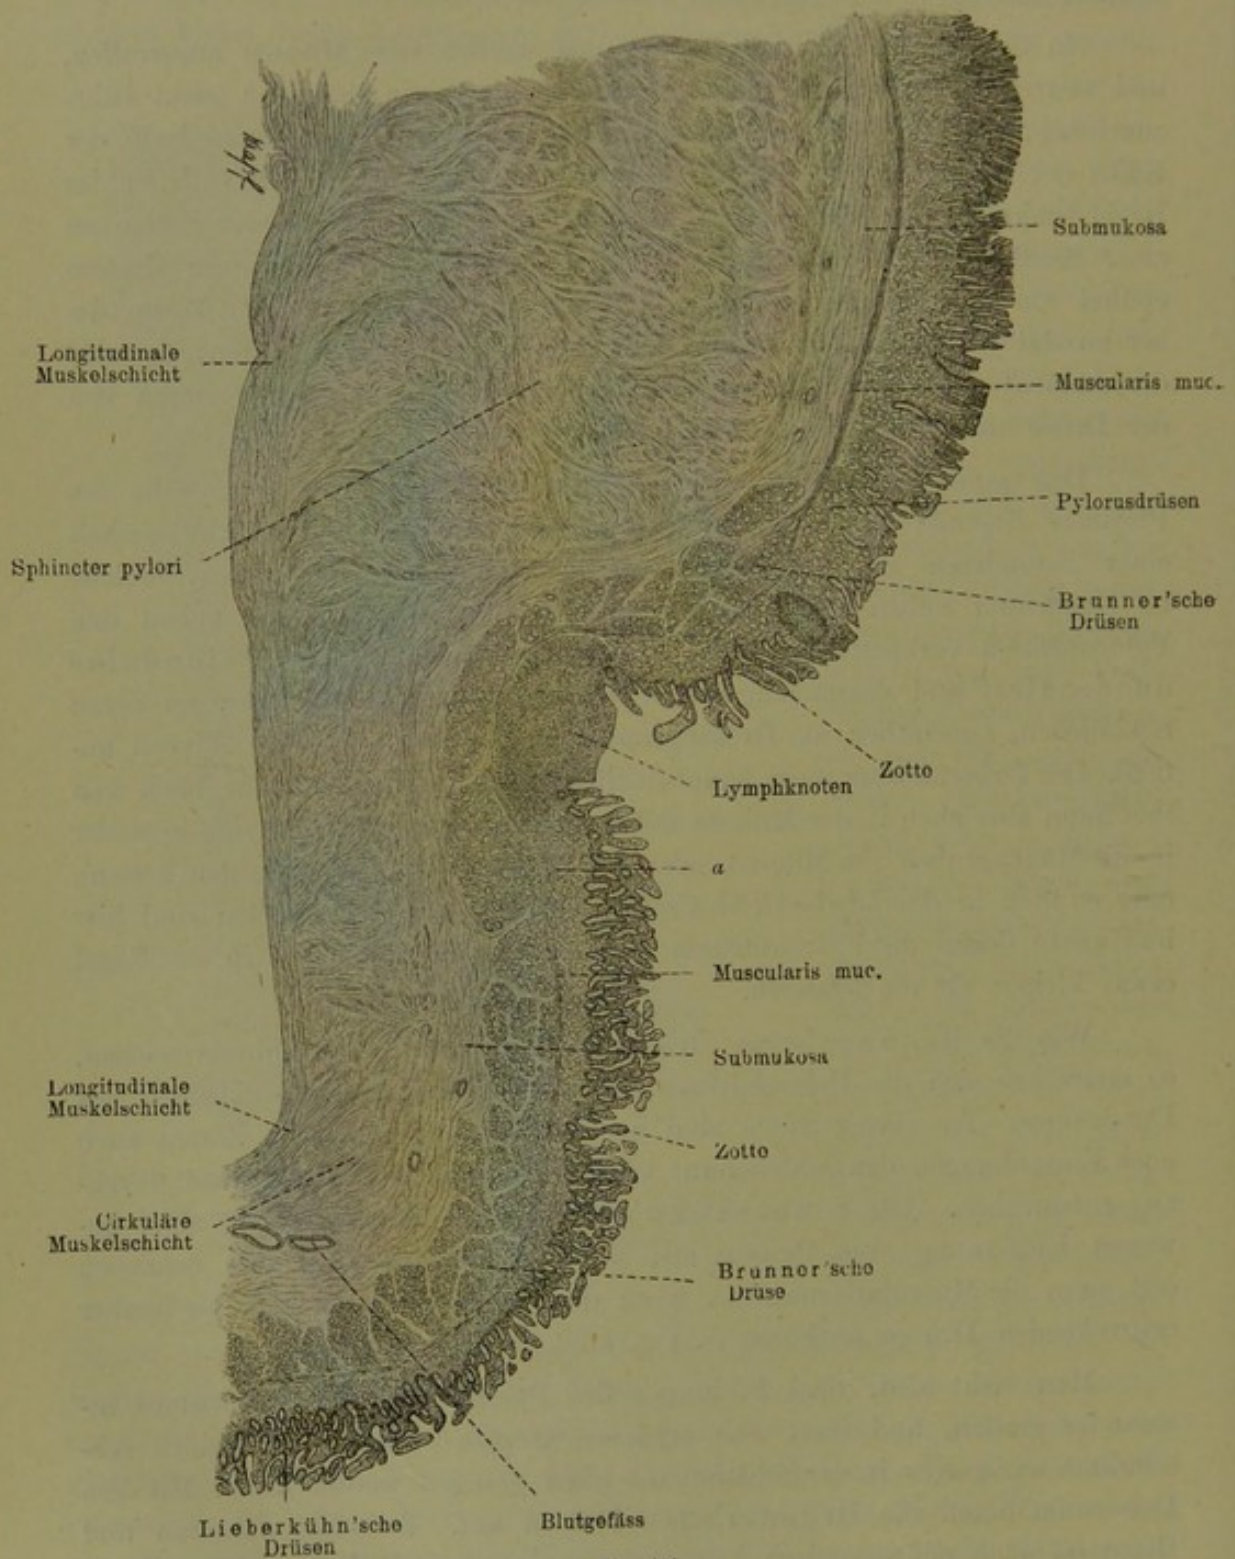 Submukosa
Longitudinale
Muskelschicht
Muscularis muc.
Pylorusdrüsen
Sphincter pylori
Brunner'sche
Drüsen
Zotte
Lymphknoten
a
Muscularis muc.
Submukosa
Longitudinale
Muskelschicht
Zotte
Cirkuläre
Muskelschicht
Brunner'sche
Drüse
Lieberkühn'sche
Drüsen
Blutgefäss